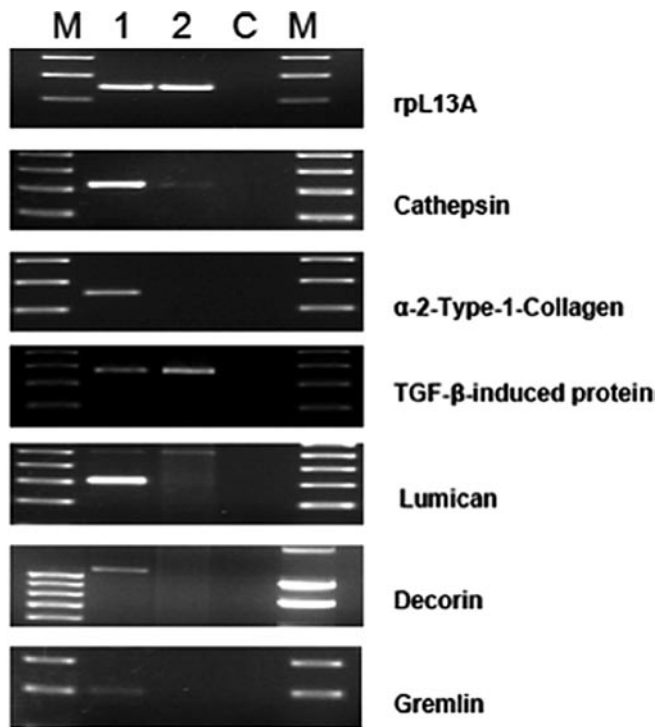 M 1 2 C M
rpL13A
Cathepsin
α-2-Type-1-Collagen
TGF-β-induced protein
Lumican
Decorin
Gremlin